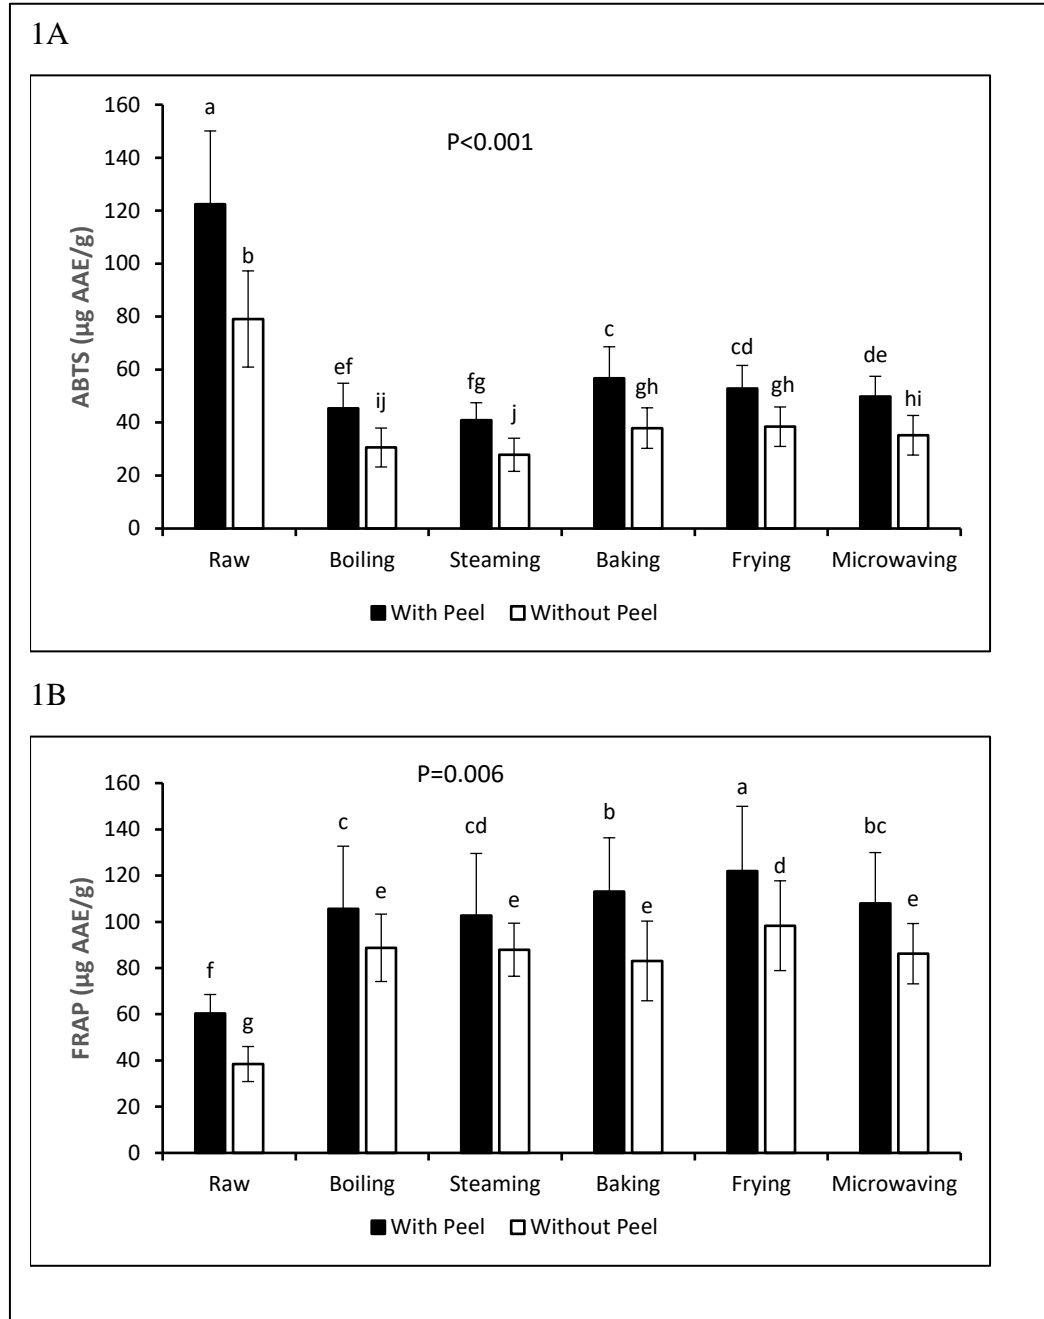 1A
160
140
120
100
80
60
40
20
0
ABTS (µg AAE/g)
P<0.001
a
b
ef
ij
fg
j
c
gh
cd
gh
de
hi
Raw Boiling Steaming Baking Frying Microwaving
With Peel Without Peel
1B
160
140
120
100
80
60
40
20
0
FRAP (µg AAE/g)
P=0.006
f
g
c
e
cd
e
b
e
a
d
bc
e
Raw Boiling Steaming Baking Frying Microwaving
With Peel Without Peel